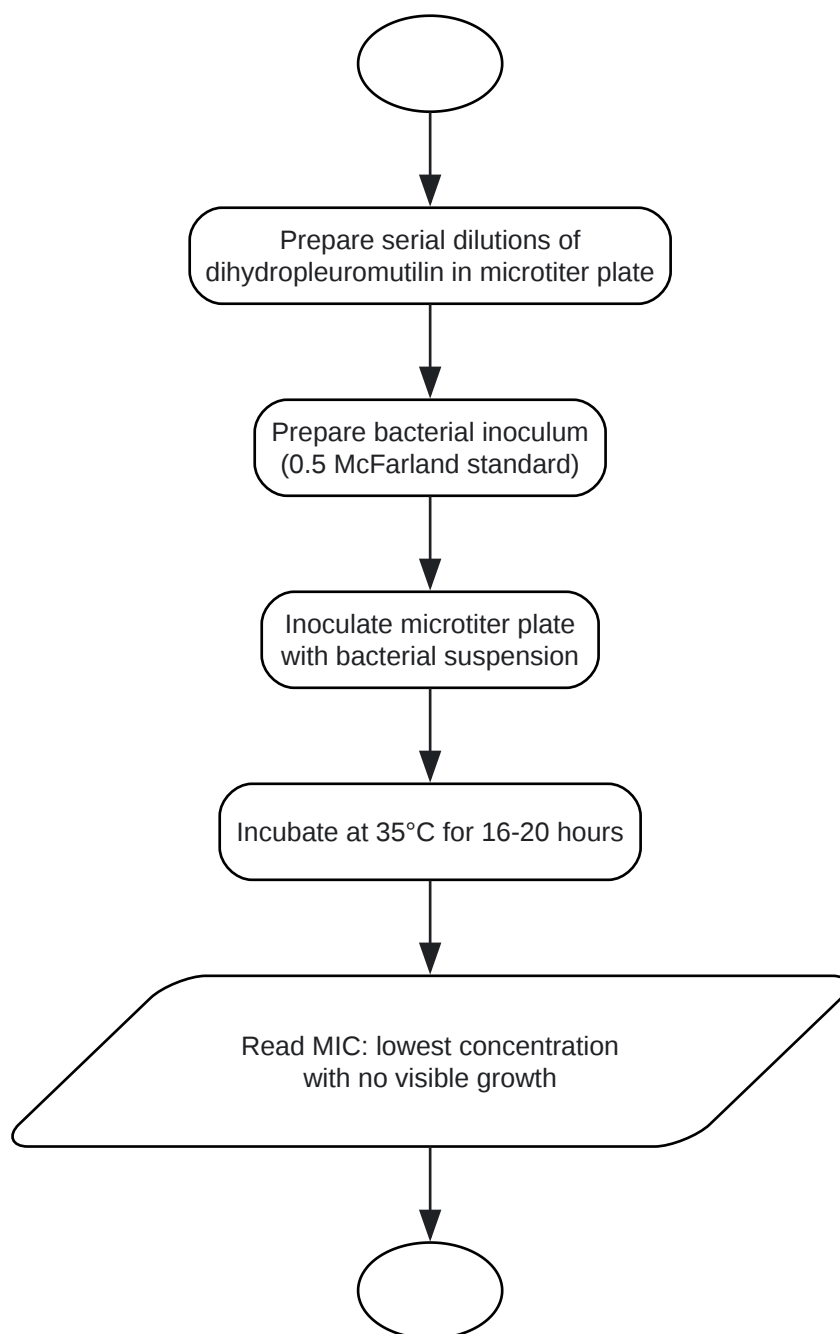 Prepare serial dilutions of
dihydropleuromutilin in microtiter plate
Prepare bacterial inoculum
(0.5 McFarland standard)
Inoculate microtiter plate
with bacterial suspension
Incubate at 35°C for 16-20 hours
Read MIC: lowest concentration
with no visible growth